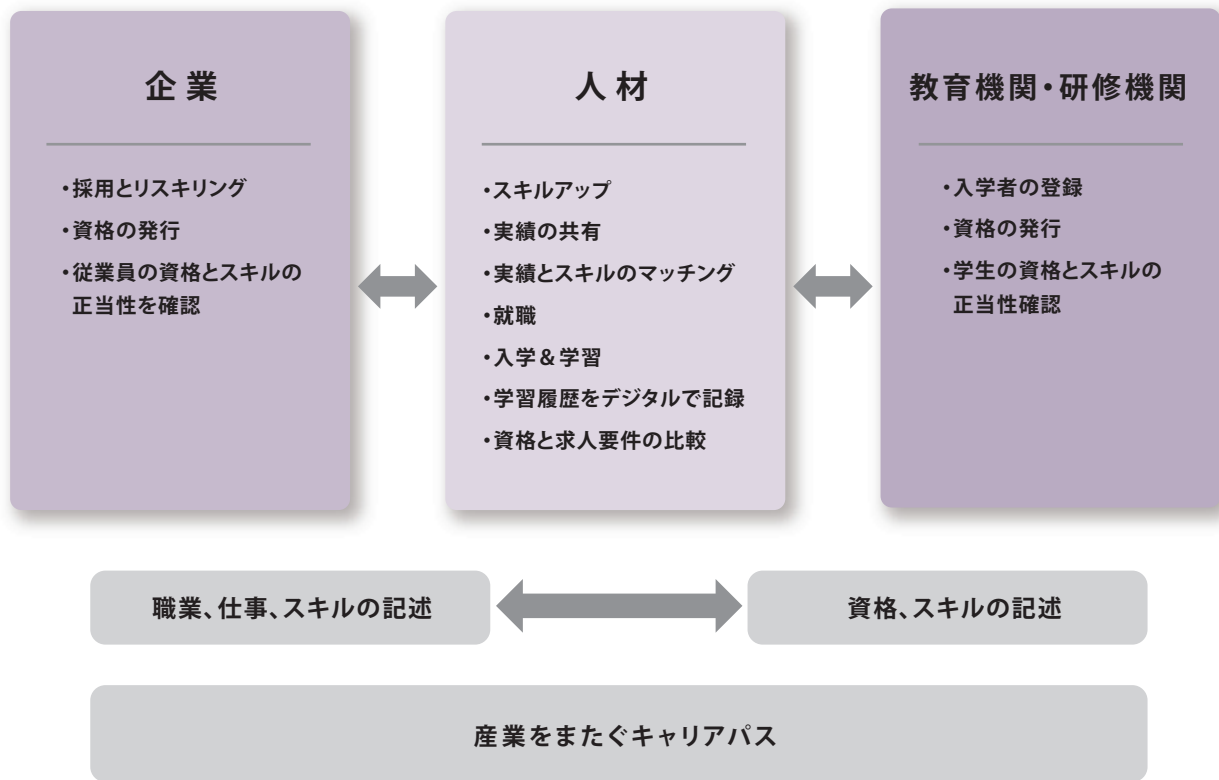 企業
・採用とリスキリング
・資格の発行
・従業員の資格とスキルの
正当性を確認
人材
・スキルアップ
・実績の共有
・実績とスキルのマッチング
・就職
・入学&学習
・学習履歴をデジタルで記録
・資格と求人要件の比較
教育機関・研修機関
・入学者の登録
・資格の発行
・学生の資格とスキルの
正当性確認
職業、仕事、スキルの記述
資格、スキルの記述
産業をまたぐキャリアパス